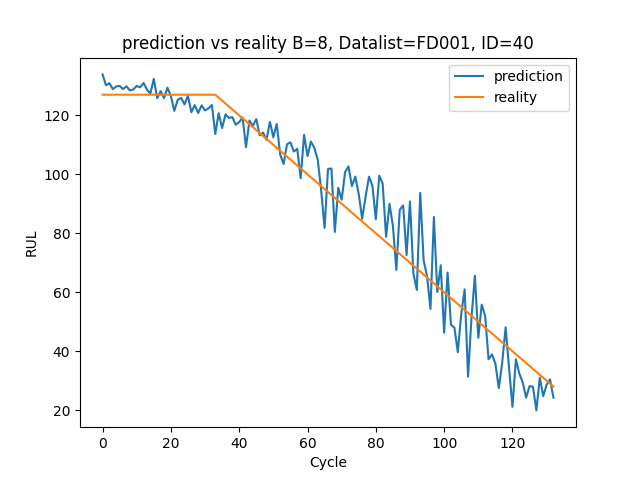 prediction vs reality B=8, Datalist=FD001, ID=40
prediction
reality
RUL
120
100
80
60
40
20
0 20 40 60 80 100 120
Cycle